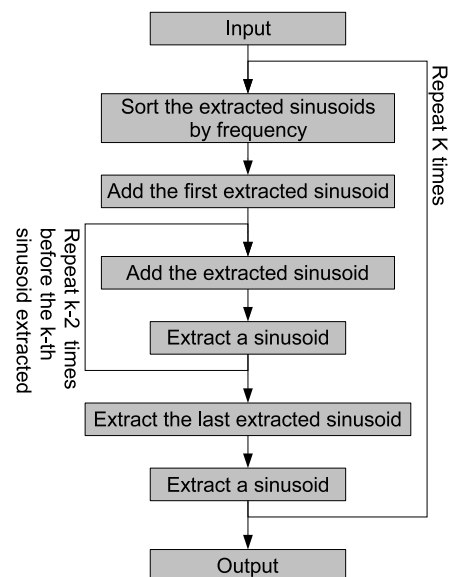 Input
Sort the extracted sinusoids
by frequency
Add the first extracted sinusoid
Add the extracted sinusoid
Extract a sinusoid
Extract the last extracted sinusoid
Extract a sinusoid
Output
Repeat K times
Repeat k-2 times
before the k-th
sinusoid extracted